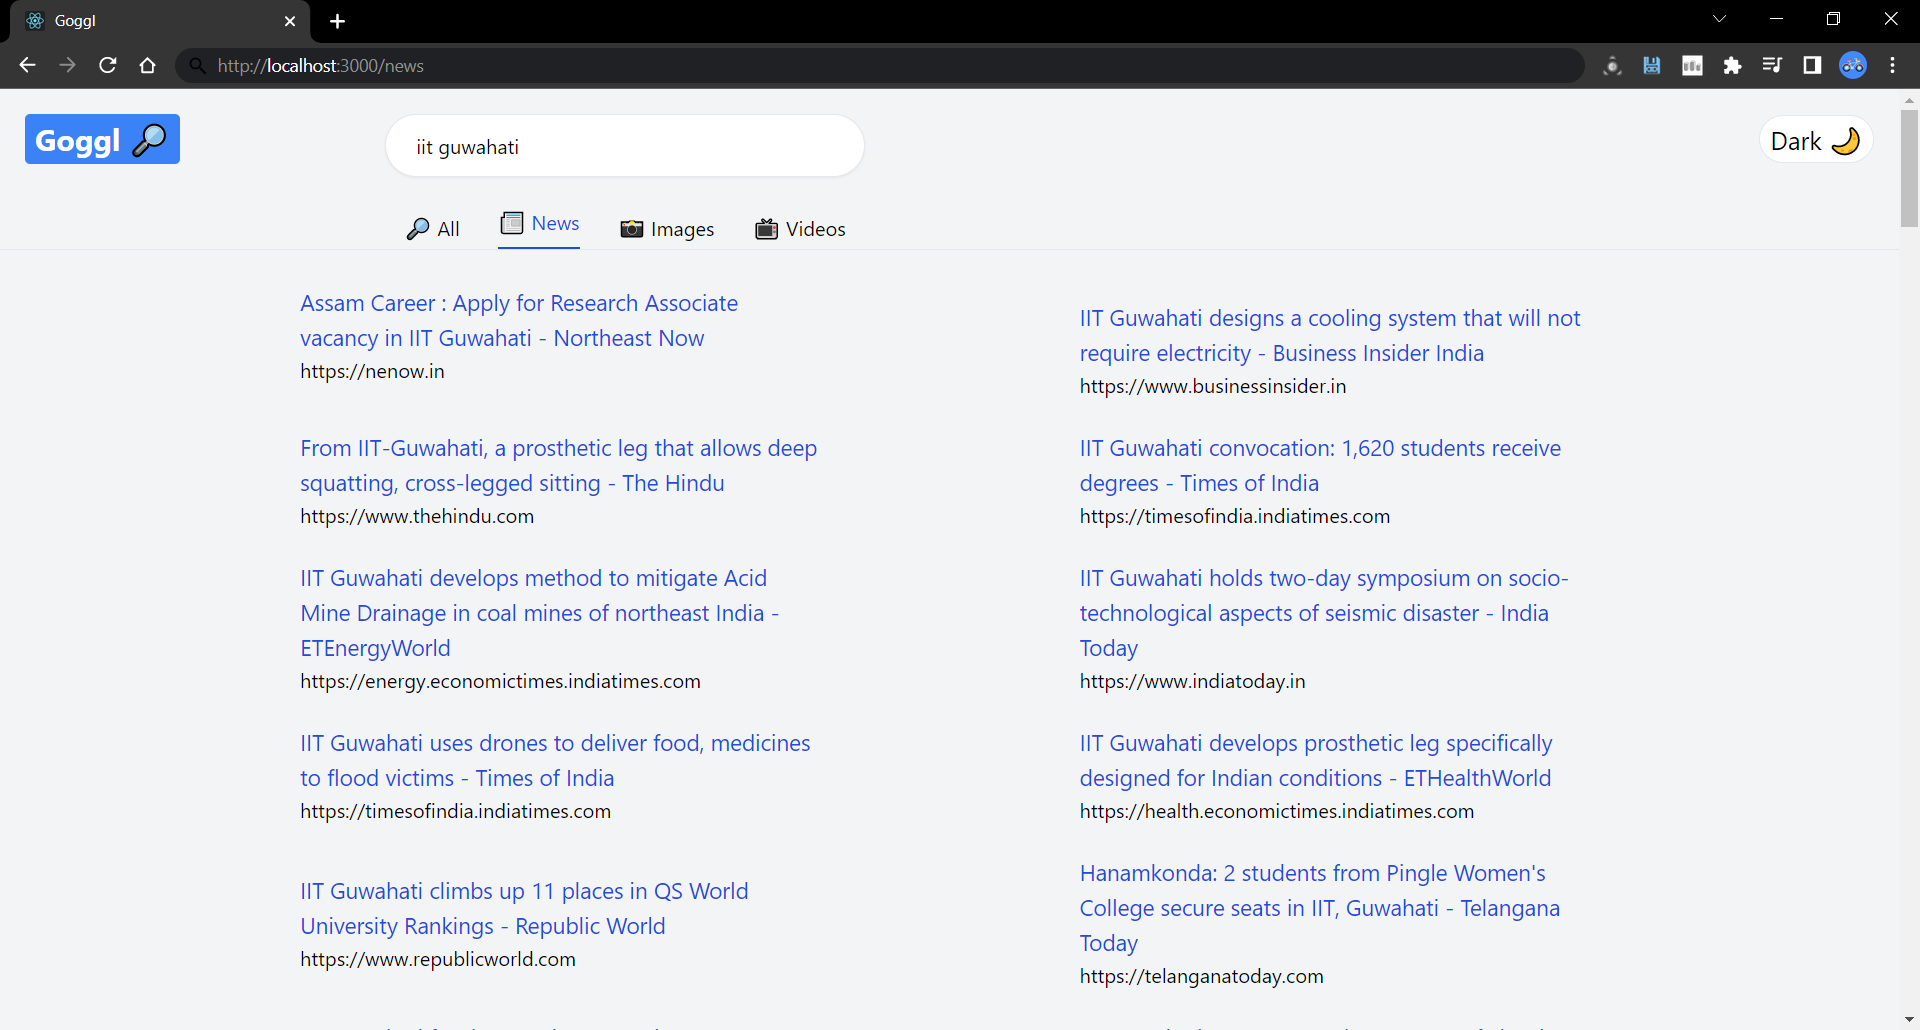 Goggl
http://localhost:3000/news
Goggl
iit guwahati
Dark
All
News
Images
Videos
Assam Career : Apply for Research Associate
vacancy in IIT Guwahati - Northeast Now
https://nenow.in
IIT Guwahati designs a cooling system that will not
require electricity - Business Insider India
https://www.businessinsider.in
From IIT-Guwahati, a prosthetic leg that allows deep
squatting, cross-legged sitting - The Hindu
https://www.thehindu.com
IIT Guwahati convocation: 1,620 students receive
degrees - Times of India
https://timesofindia.indiatimes.com
IIT Guwahati develops method to mitigate Acid
Mine Drainage in coal mines of northeast India -
ETEnergyWorld
https://energy.economictimes.indiatimes.com
IIT Guwahati holds two-day symposium on socio-
technological aspects of seismic disaster - India
Today
https://www.indiatoday.in
IIT Guwahati uses drones to deliver food, medicines
to flood victims - Times of India
https://timesofindia.indiatimes.com
IIT Guwahati develops prosthetic leg specifically
designed for Indian conditions - ETHealthWorld
https://health.economictimes.indiatimes.com
IIT Guwahati climbs up 11 places in QS World
University Rankings - Republic World
https://www.republicworld.com
Hanamkonda: 2 students from Pingle Women's
College secure seats in IIT, Guwahati - Telangana
Today
https://telanganatoday.com